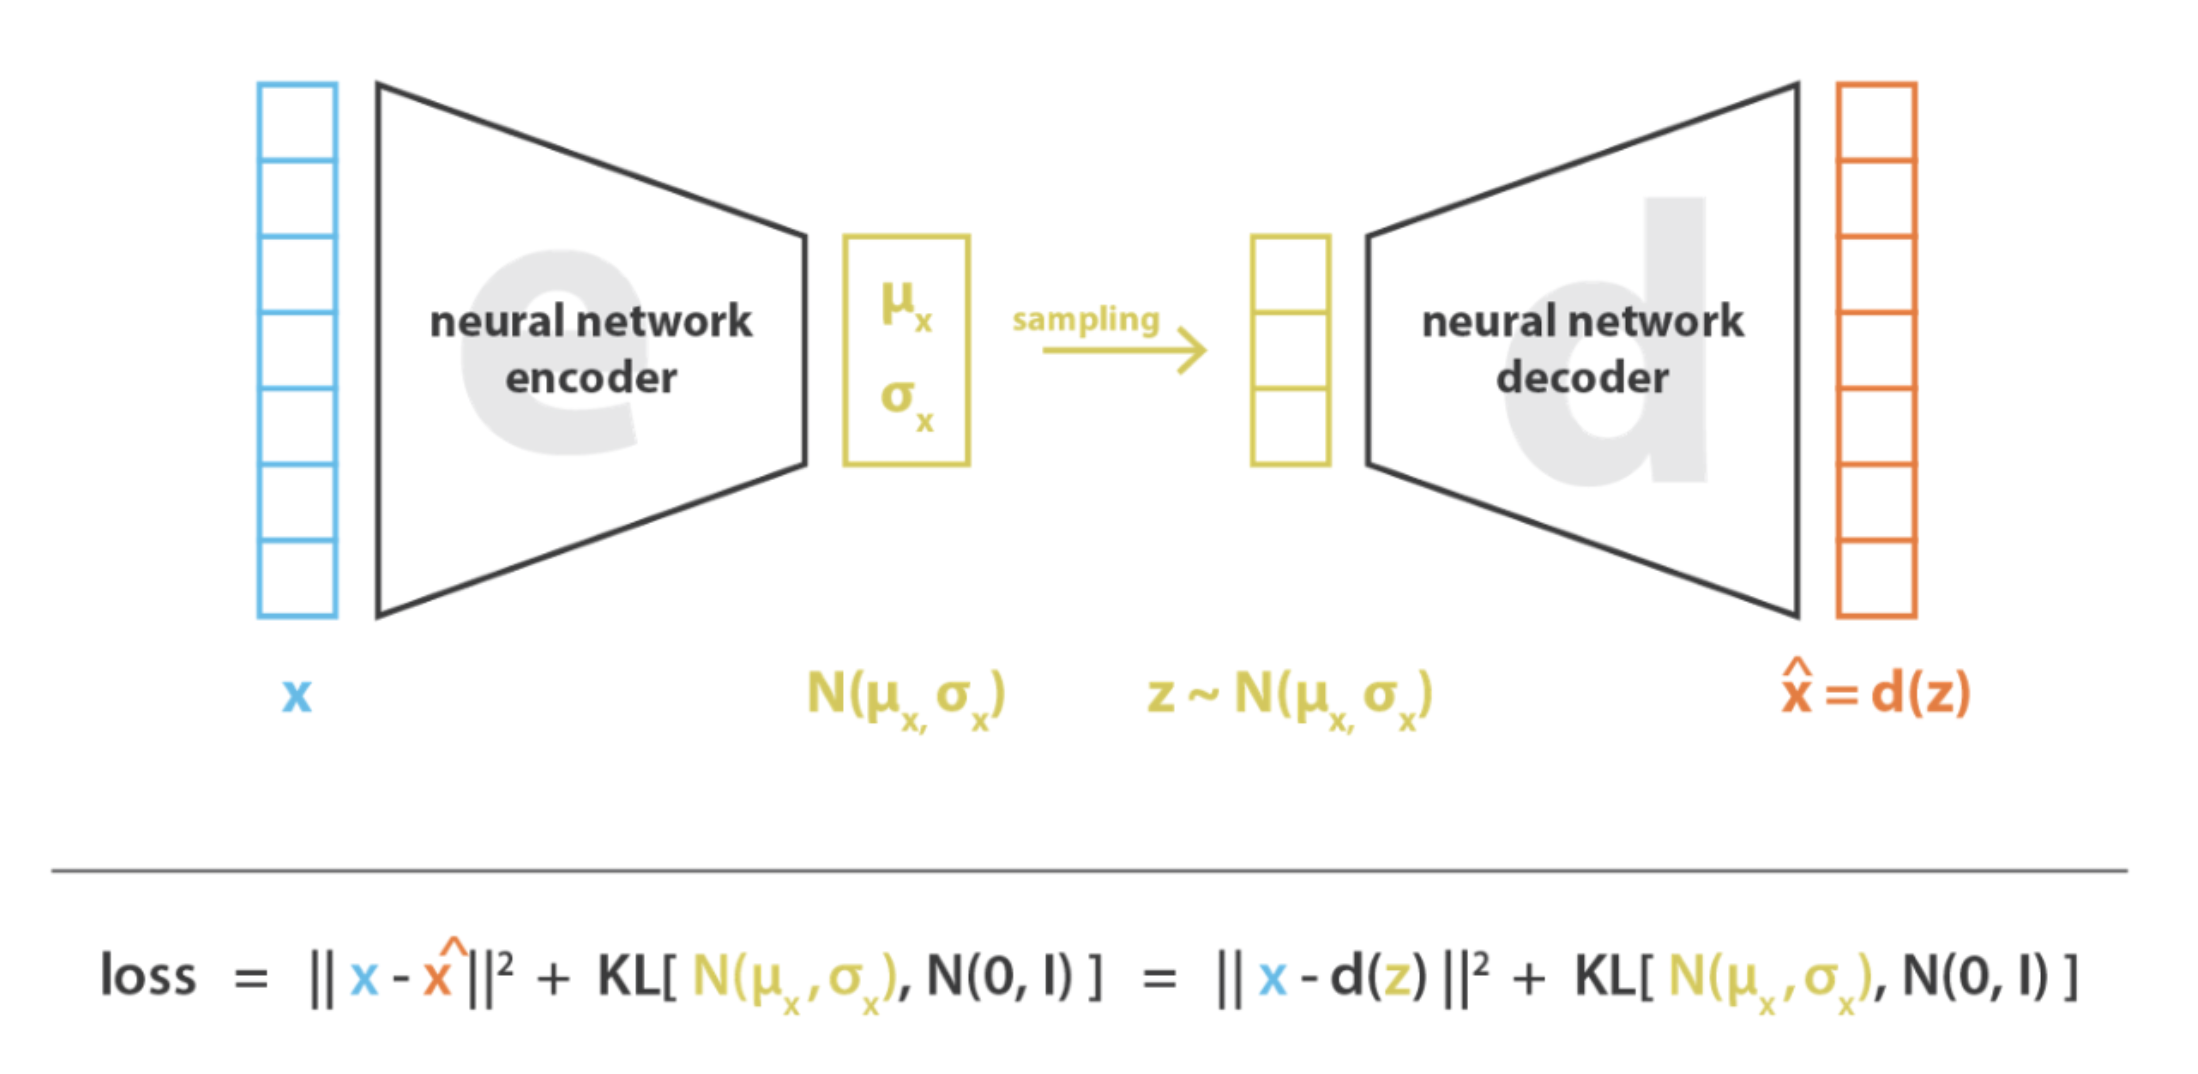 e
neural network
encoder
μx
σx
sampling
d
neural network
decoder
x
N(μx, σx)
z ~ N(μx, σx)
x̂ = d(z)
loss = || x - x̂ ||² + KL[ N(μx, σx), N(0, I) ] = || x - d(z) ||² + KL[ N(μx, σx), N(0, I) ]